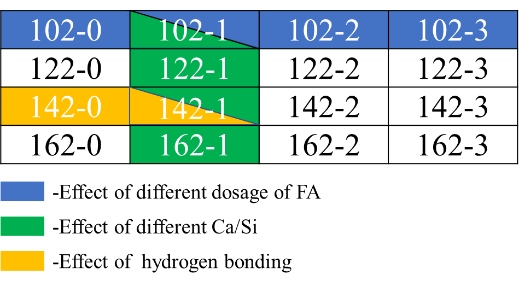 102-0 102-1 102-2 102-3
122-0 122-1 122-2 122-3
142-0 142-1 142-2 142-3
162-0 162-1 162-2 162-3
-Effect of different dosage of FA
-Effect of different Ca/Si
-Effect of hydrogen bonding